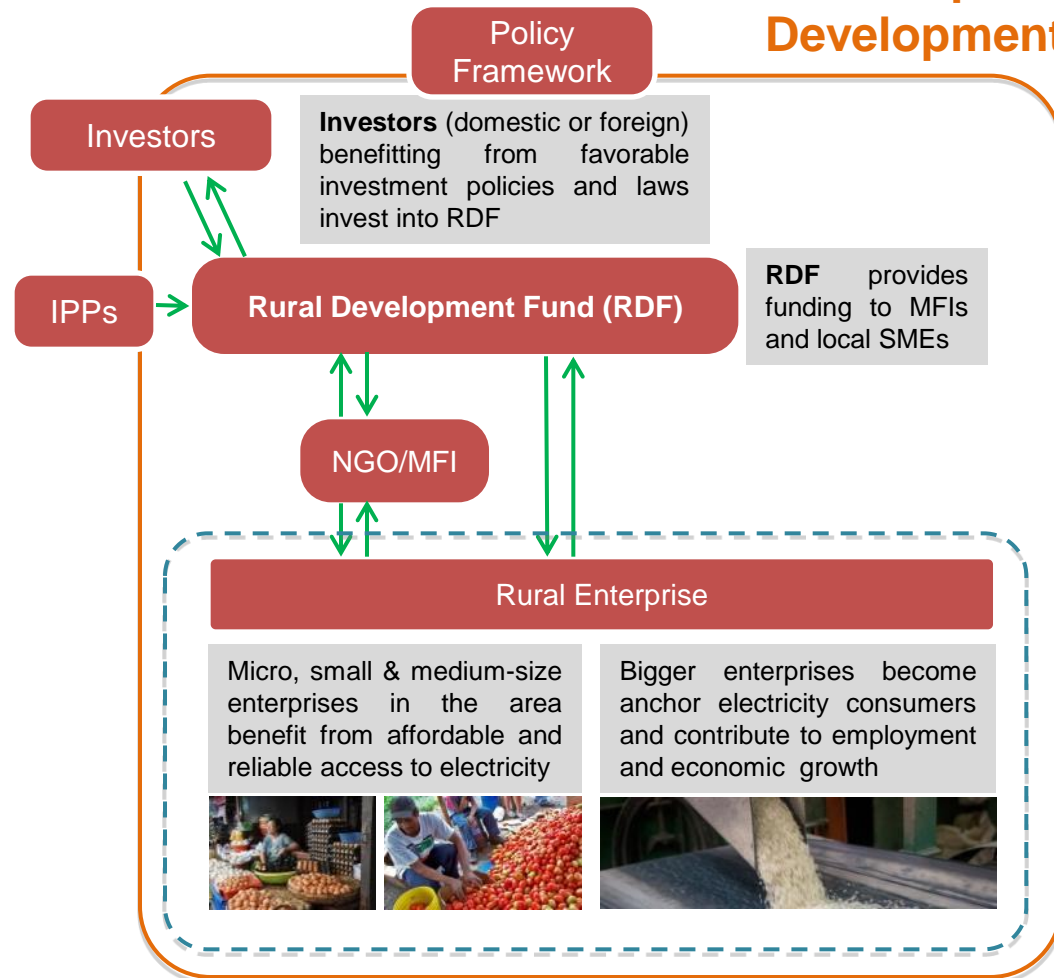 Development
Policy
Framework
Investors
Investors (domestic or foreign)
benefitting from favorable
investment policies and laws
invest into RDF
IPPs
Rural Development Fund (RDF)
RDF provides
funding to MFIs
and local SMEs
NGO/MFI
Rural Enterprise
Micro, small & medium-size
enterprises in the area
benefit from affordable and
reliable access to electricity
Bigger enterprises become
anchor electricity consumers
and contribute to employment
and economic growth